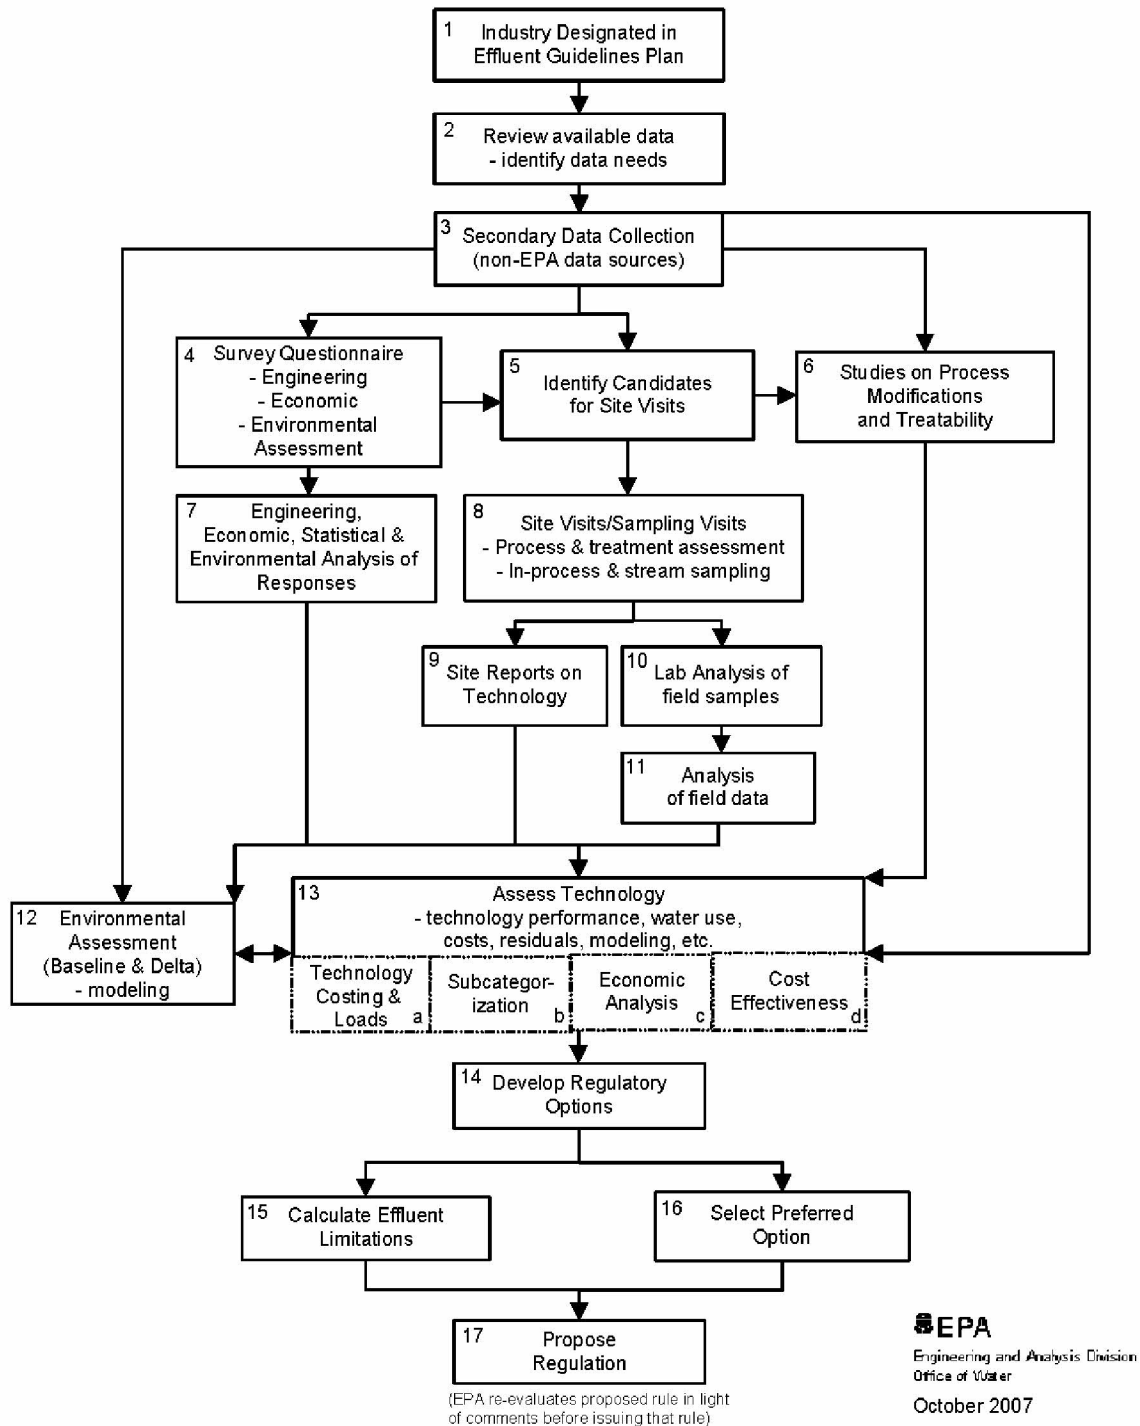 1
Industry Designated in
Effluent Guidelines Plan
2
Review available data
- identify data needs
3
Secondary Data Collection
(non-EPA data sources)
4
Survey Questionnaire
- Engineering
- Economic
- Environmental
Assessment
5
Identify Candidates
for Site Visits
6
Studies on Process
Modifications
and Treatability
7
Engineering,
Economic, Statistical &
Environmental Analysis of
Responses
8
Site Visits/Sampling Visits
- Process & treatment assessment
- In-process & stream sampling
9
Site Reports on
Technology
10
Lab Analysis of
field samples
11
Analysis
of field data
12
Environmental
Assessment
(Baseline & Delta)
- modeling
13
Assess Technology
- technology performance, water use,
costs, residuals, modeling, etc.
Technology
Costing &
Loads a
Subcategor-
ization b
Economic
Analysis c
Cost
Effectiveness d
14
Develop Regulatory
Options
15
Calculate Effluent
Limitations
16
Select Preferred
Option
17
Propose
Regulation
(EPA re-evaluates proposed rule in light
of comments before issuing that rule)
EPA
Engineering and Analysis Division
Office of Water
October 2007